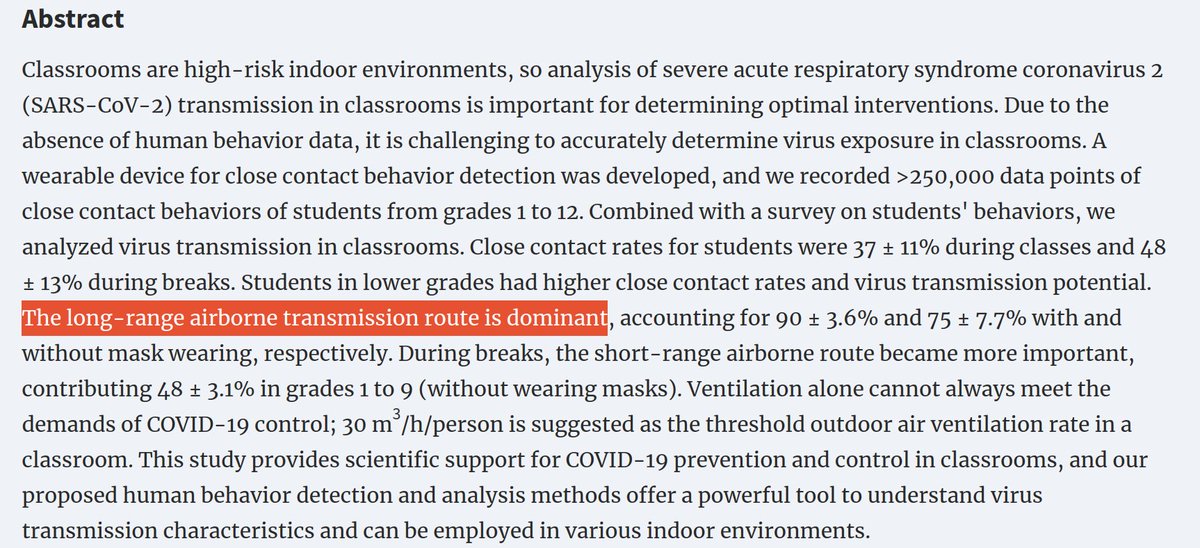 Abstract
Classrooms are high-risk indoor environments, so analysis of severe acute respiratory syndrome coronavirus 2
(SARS-CoV-2) transmission in classrooms is important for determining optimal interventions. Due to the
absence of human behavior data, it is challenging to accurately determine virus exposure in classrooms. A
wearable device for close contact behavior detection was developed, and we recorded >250,000 data points of
close contact behaviors of students from grades 1 to 12. Combined with a survey on students' behaviors, we
analyzed virus transmission in classrooms. Close contact rates for students were 37 ± 11% during classes and 48
± 13% during breaks. Students in lower grades had higher close contact rates and virus transmission potential.
The long-range airborne transmission route is dominant, accounting for 90 ± 3.6% and 75 ± 7.7% with and
without mask wearing, respectively. During breaks, the short-range airborne route became more important,
contributing 48 ± 3.1% in grades 1 to 9 (without wearing masks). Ventilation alone cannot always meet the
demands of COVID-19 control; 30 m³/h/person is suggested as the threshold outdoor air ventilation rate in a
classroom. This study provides scientific support for COVID-19 prevention and control in classrooms, and our
proposed human behavior detection and analysis methods offer a powerful tool to understand virus
transmission characteristics and can be employed in various indoor environments.